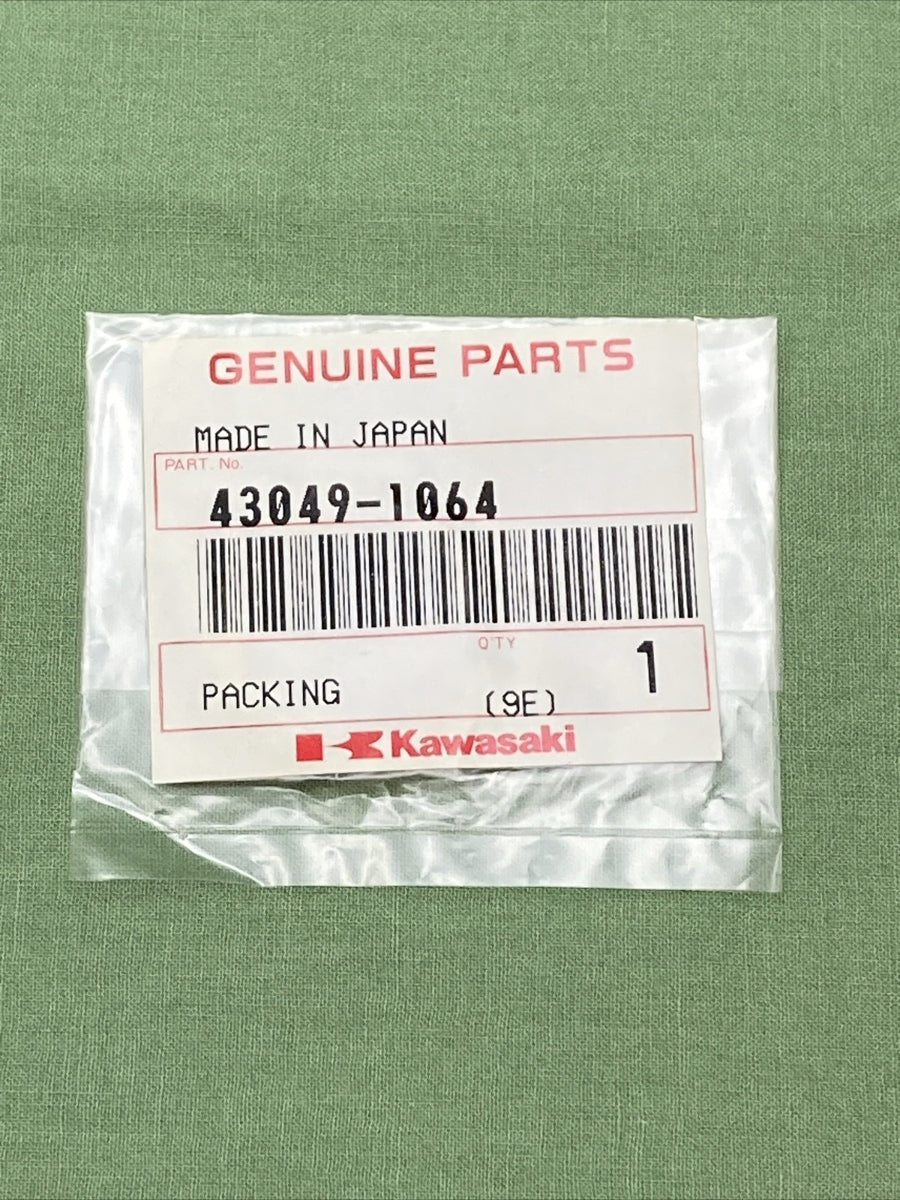 GENUINE PARTS
MADE IN JAPAN
PART. No.
43049-1064
Q'TY
1
PACKING
(9E)
Kawasaki